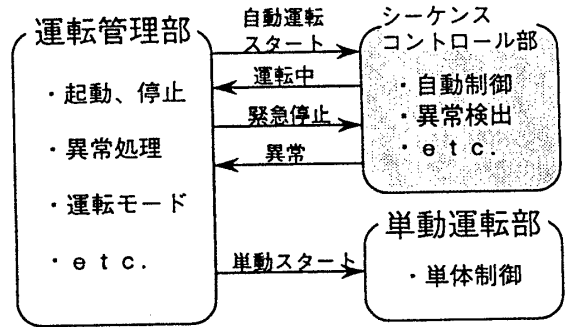 運転管理部
・起動、停止
・異常処理
・運転モード
・etc.
自動運転
スタート
運転中
緊急停止
異常
単動スタート
シーケンス
コントロール部
・自動制御
・異常検出
・etc.
単動運転部
・単体制御